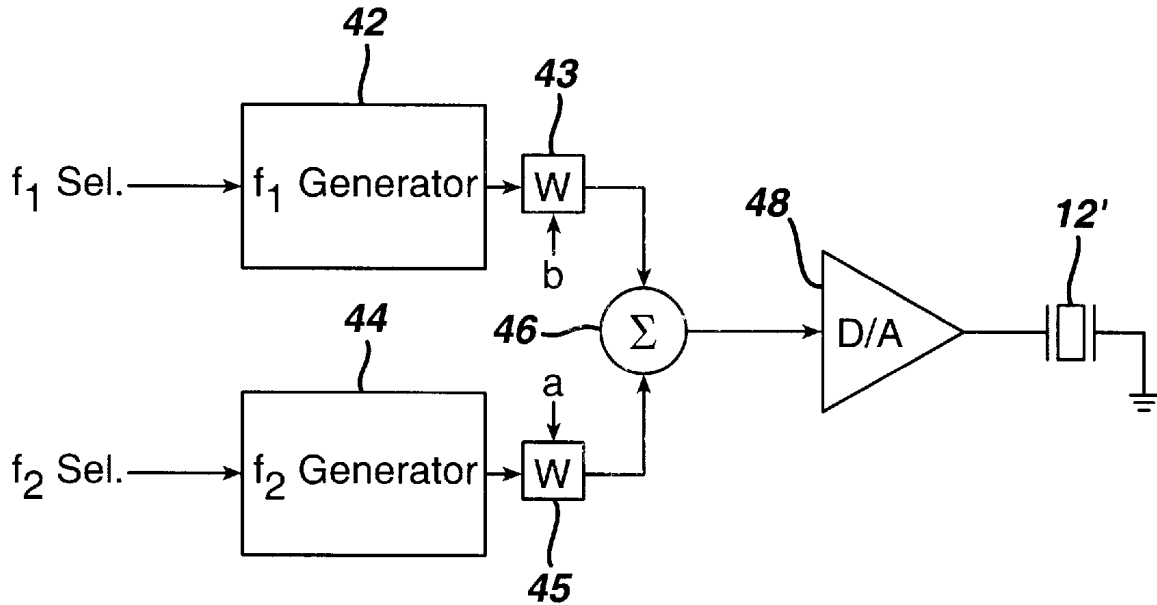 42
43
f₁ Sel.
f₁ Generator
W
b
48
12'
46
Σ
D/A
44
a
f₂ Sel.
f₂ Generator
W
45